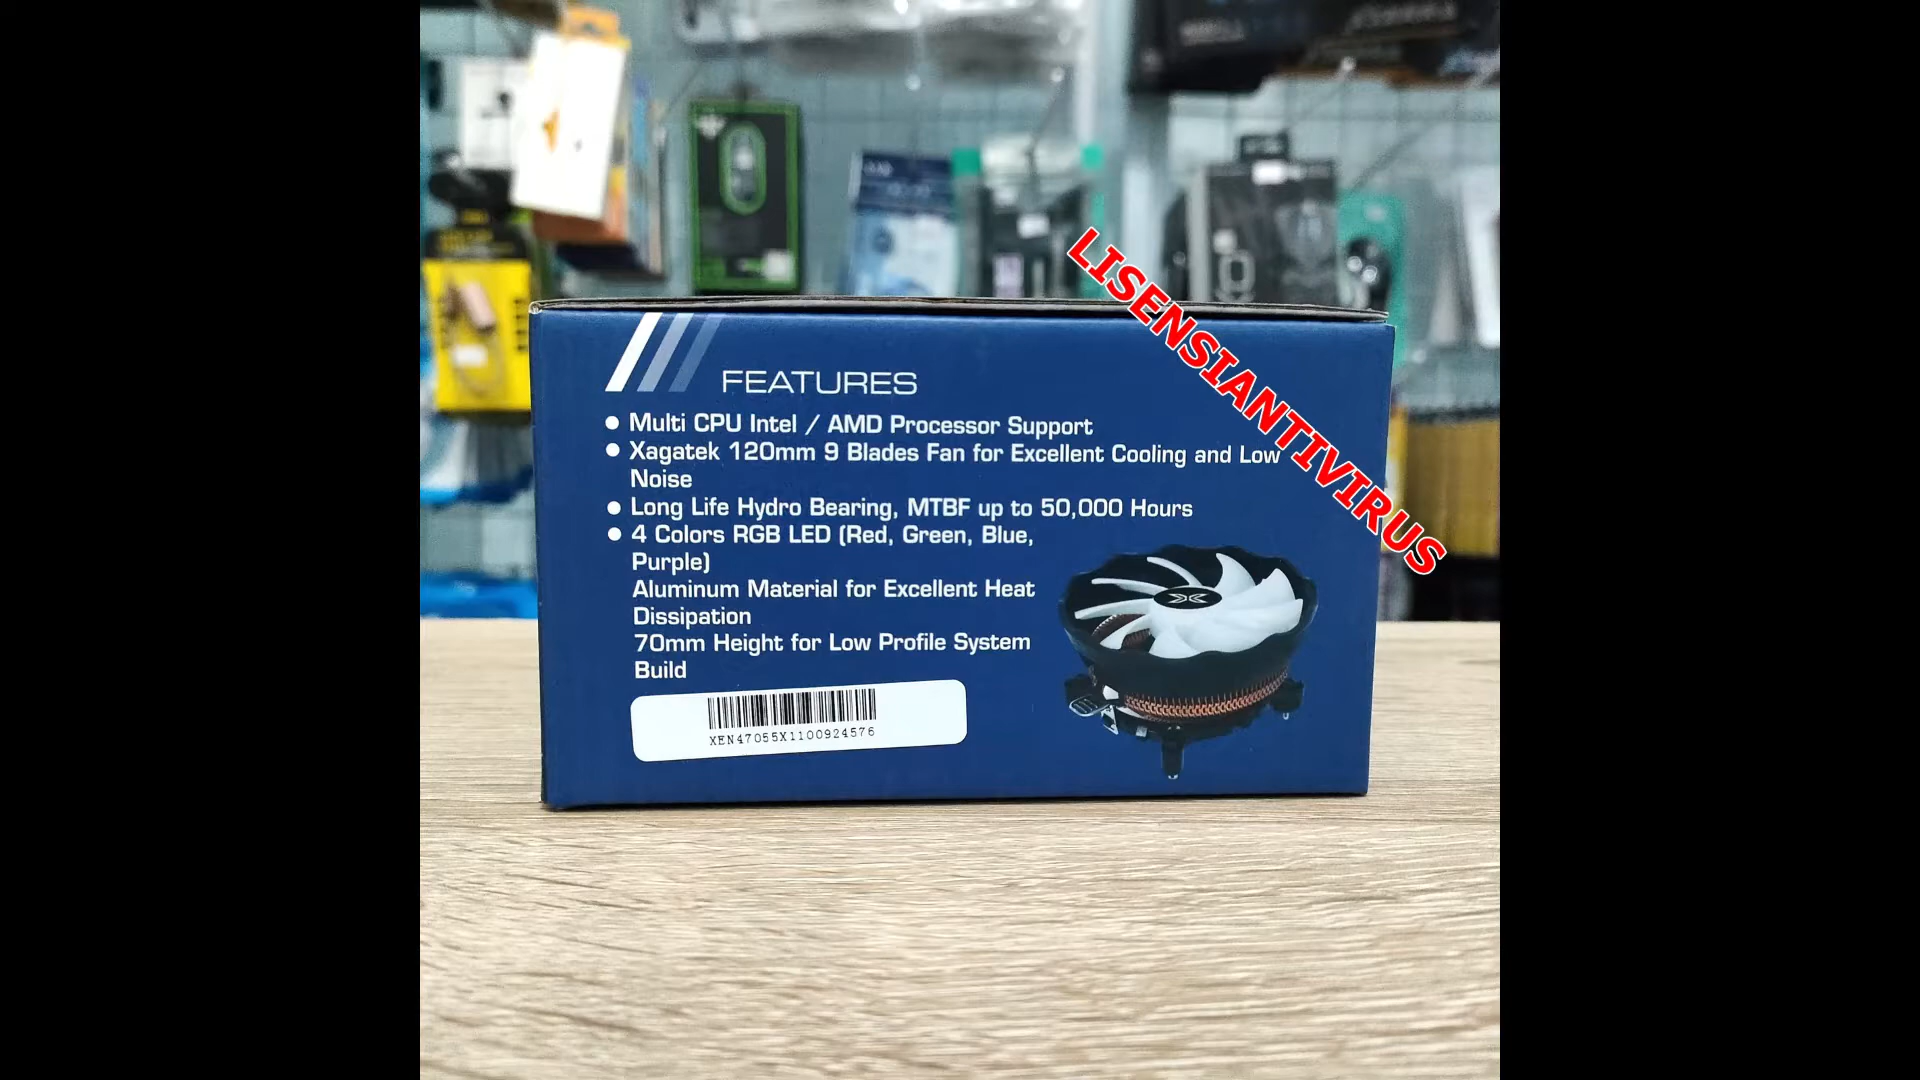 FEATURES
● Multi CPU Intel / AMD Processor Support
● Xagatek 120mm 9 Blades Fan for Excellent Cooling and Low
Noise
● Long Life Hydro Bearing, MTBF up to 50,000 Hours
● 4 Colors RGB LED (Red, Green, Blue,
Purple)
Aluminum Material for Excellent Heat
Dissipation
70mm Height for Low Profile System
Build
XEN47055X1100924576
LISENSIANTIVIRUS